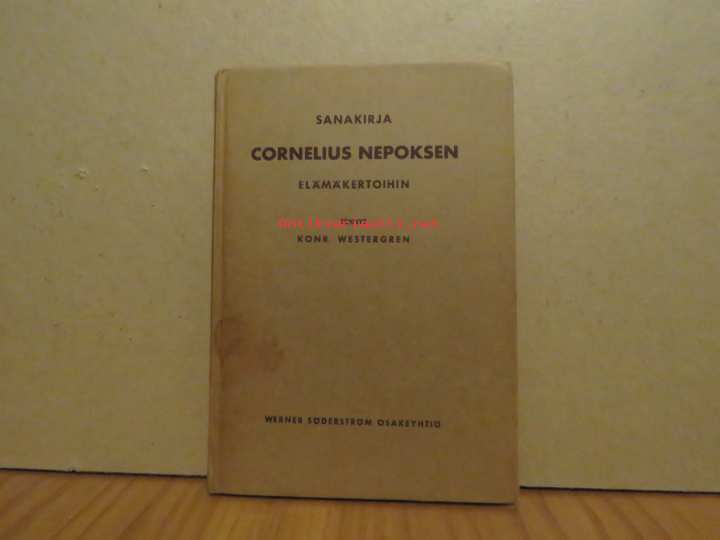 SANAKIRJA
CORNELIUS NEPOKSEN
ELÄMÄKERTOIHIN
KONR. WESTERGREN
WERNER SÖDERSTRÖM OSAKEYHTIÖ